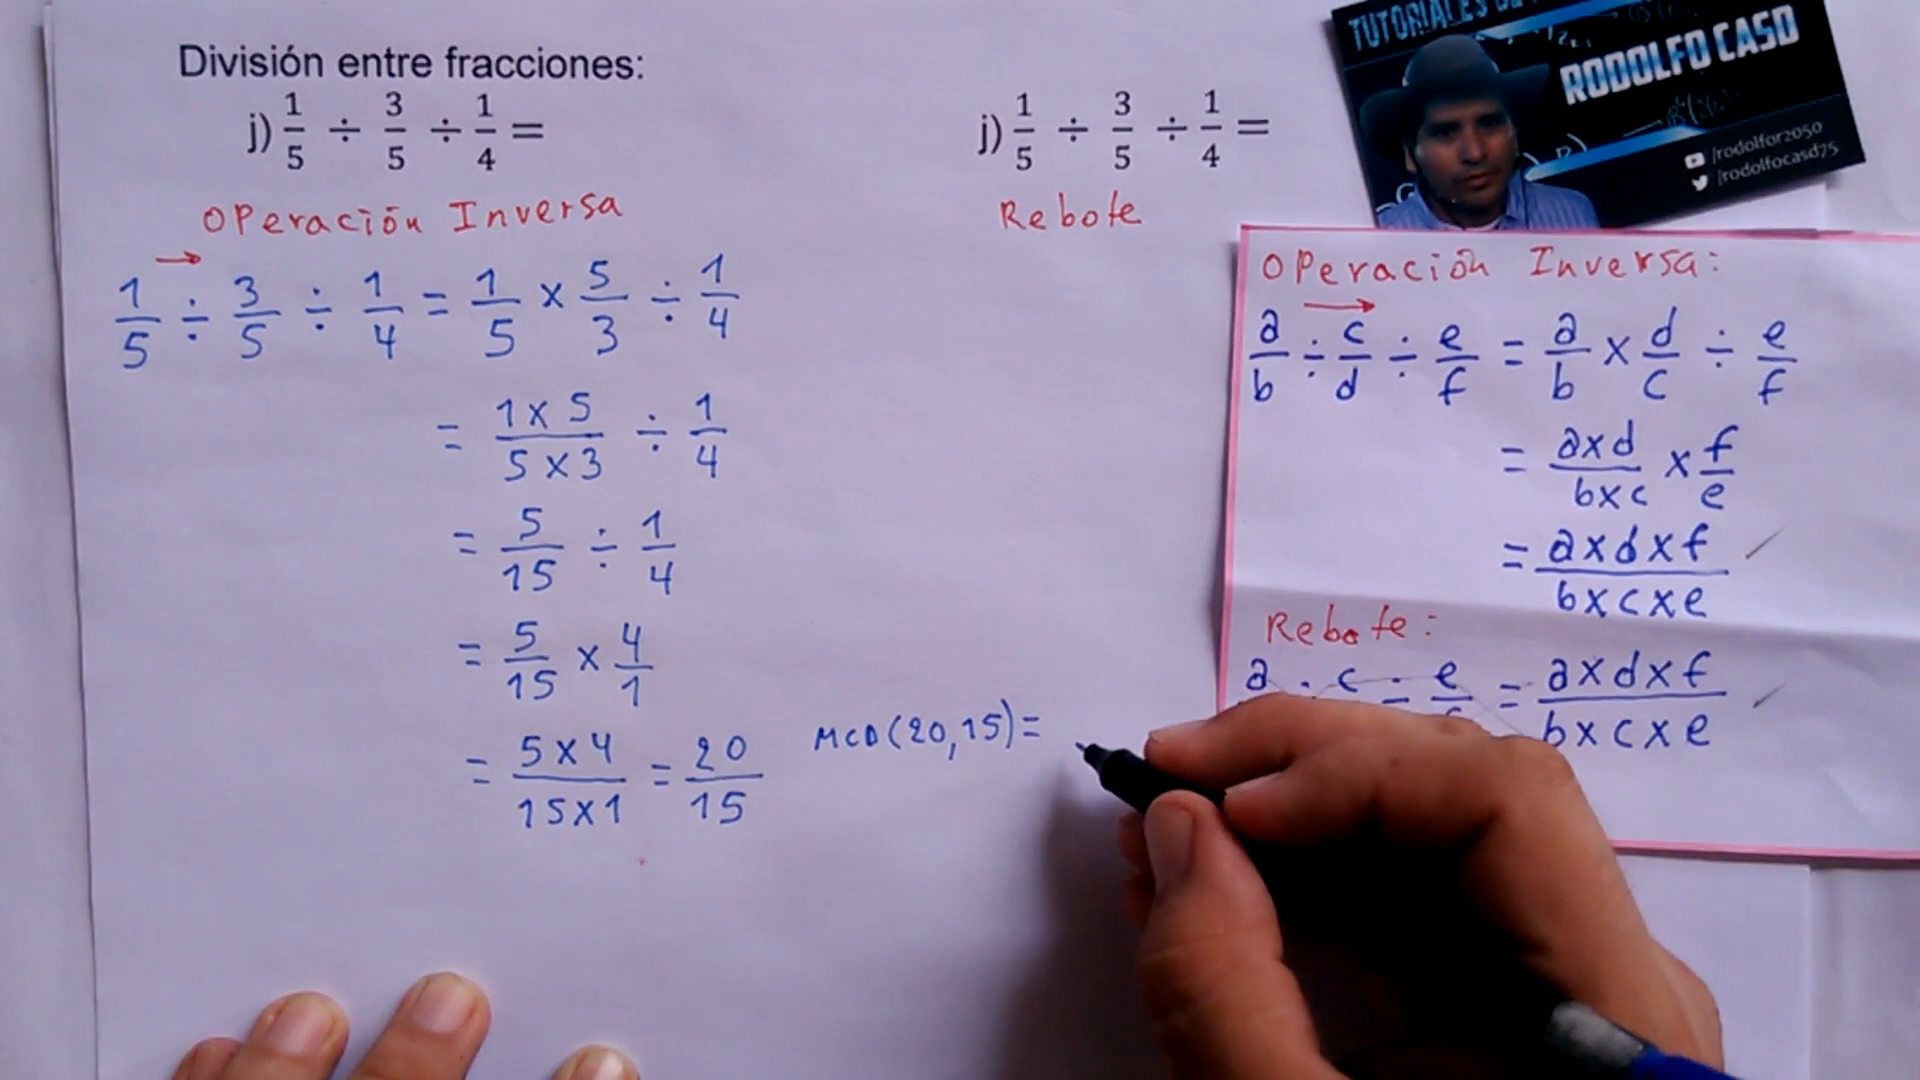 División entre fracciones:
j) 1/5 ÷ 3/5 ÷ 1/4 =
Operación Inversa
→
1/5 ÷ 3/5 ÷ 1/4 = 1/5 x 5/3 ÷ 1/4
= 1x5/5x3 ÷ 1/4
= 5/15 ÷ 1/4
= 5/15 x 4/1
= 5x4/15x1 = 20/15
MCD(20,15)=
j) 1/5 ÷ 3/5 ÷ 1/4 =
Rebote
TUTORIALES DE
RODOLFO CASD
/rodolfor2050
/rodolfocasd75
Operación Inversa:
→
a/b ÷ c/d ÷ e/f = a/b x d/c ÷ e/f
= axd/bxc x f/e
= axdxf/bxcxe
Rebote:
a ÷ c ÷ e = axdxf/bxcxe